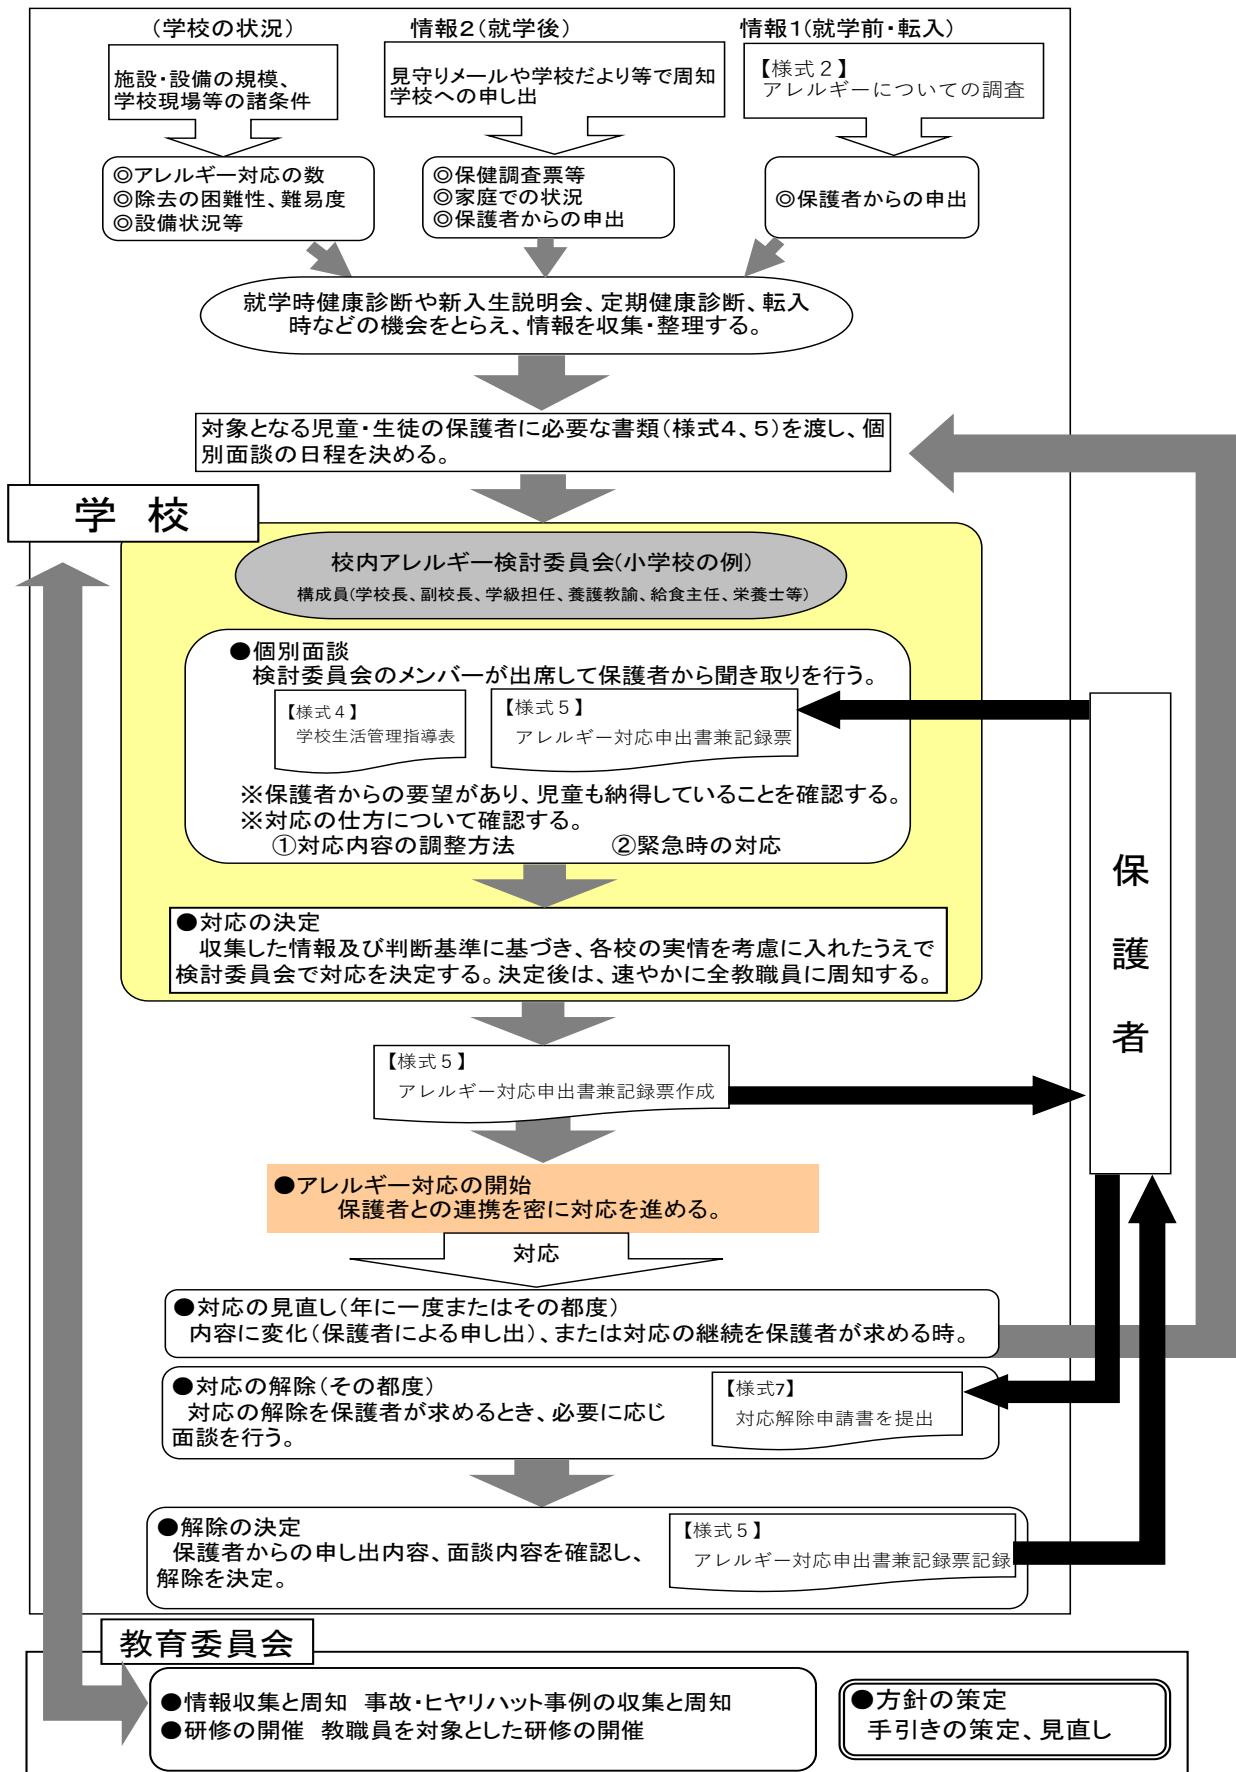 (学校の状況)
施設・設備の規模、
学校現場等の諸条件
◎アレルギー対応の数
◎除去の困難性、難易度
◎設備状況等
情報2(就学後)
見守りメールや学校だより等で周知
学校への申し出
◎保健調査票等
◎家庭での状況
◎保護者からの申出
情報1(就学前・転入)
【様式２】
アレルギーについての調査
◎保護者からの申出
就学時健康診断や新入生説明会、定期健康診断、転入
時などの機会をとらえ、情報を収集・整理する。
対象となる児童・生徒の保護者に必要な書類(様式4、5)を渡し、個
別面談の日程を決める。
学 校
校内アレルギー検討委員会(小学校の例)
構成員(学校長、副校長、学級担任、養護教諭、給食主任、栄養士等)
●個別面談
検討委員会のメンバーが出席して保護者から聞き取りを行う。
【様式４】
学校生活管理指導表
【様式５】
アレルギー対応申出書兼記録票
※保護者からの要望があり、児童も納得していることを確認する。
※対応の仕方について確認する。
①対応内容の調整方法 ②緊急時の対応
●対応の決定
収集した情報及び判断基準に基づき、各校の実情を考慮に入れたうえで
検討委員会で対応を決定する。決定後は、速やかに全教職員に周知する。
【様式５】
アレルギー対応申出書兼記録票作成
保護者
●アレルギー対応の開始
保護者との連携を密に対応を進める。
対応
●対応の見直し(年に一度またはその都度)
内容に変化(保護者による申し出)、または対応の継続を保護者が求める時。
●対応の解除(その都度)
対応の解除を保護者が求めるとき、必要に応じ
面談を行う。
【様式7】
対応解除申請書を提出
●解除の決定
保護者からの申し出内容、面談内容を確認し、
解除を決定。
【様式５】
アレルギー対応申出書兼記録票記録
教育委員会
●情報収集と周知 事故・ヒヤリハット事例の収集と周知
●研修の開催 教職員を対象とした研修の開催
●方針の策定
手引きの策定、見直し